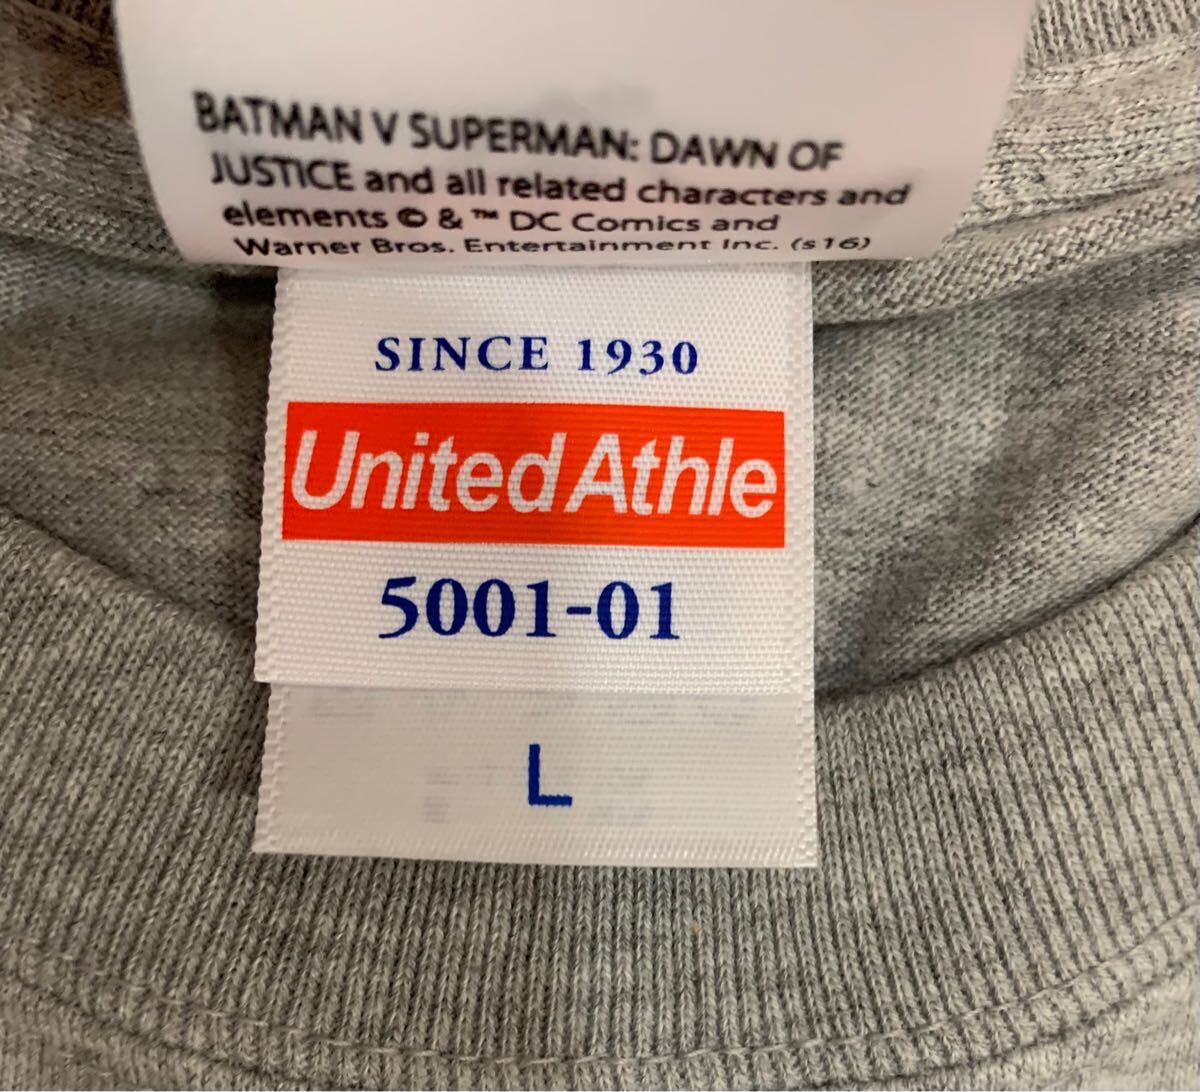 BATMAN V SUPERMAN: DAWN OF
JUSTICE and all related characters and
elements © & ™ DC Comics and
Warner Bros. Entertainment Inc. (s16)
SINCE 1930
United Athle
5001-01
L